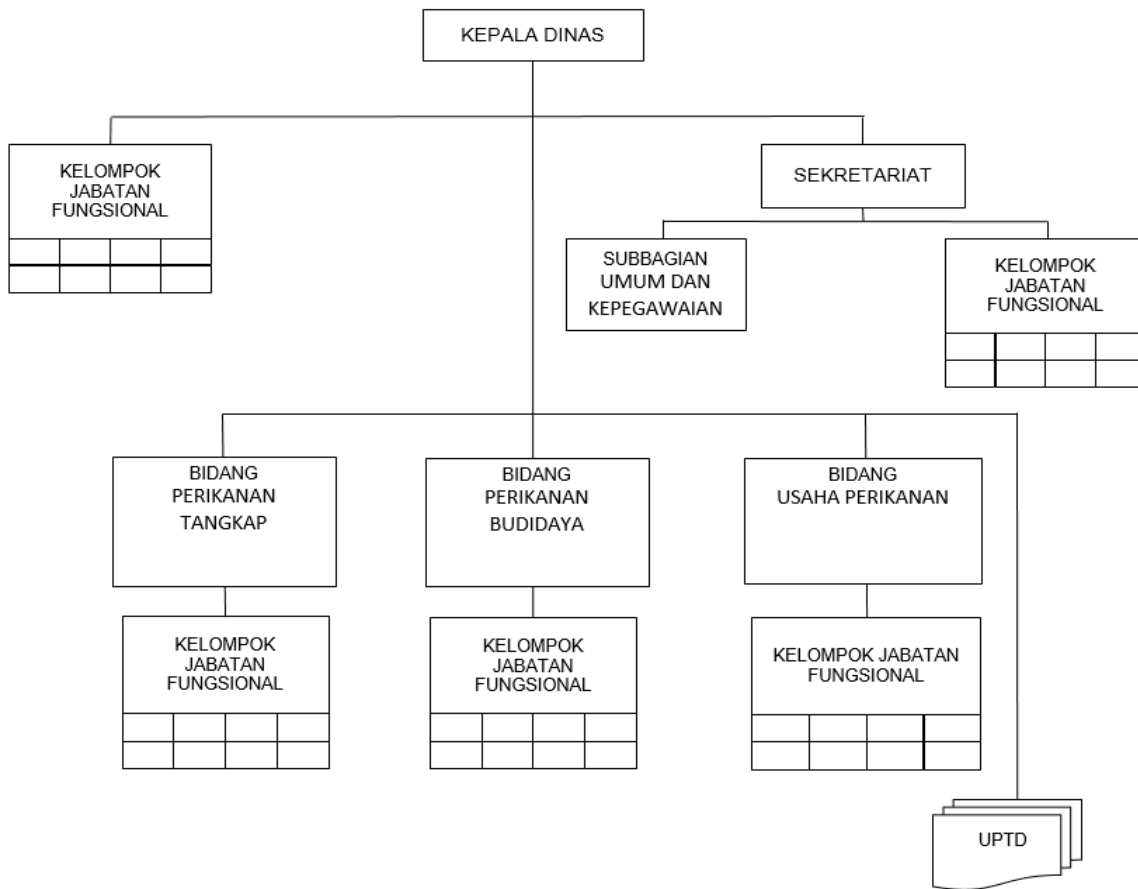 KEPALA DINAS
KELOMPOK
JABATAN
FUNGSIONAL
SEKRETARIAT
SUBBAGIAN
UMUM DAN
KEPEGAWAIAN
KELOMPOK
JABATAN
FUNGSIONAL
BIDANG
PERIKANAN
TANGKAP
BIDANG
PERIKANAN
BUDIDAYA
BIDANG
USAHA PERIKANAN
KELOMPOK
JABATAN
FUNGSIONAL
KELOMPOK
JABATAN
FUNGSIONAL
KELOMPOK JABATAN
FUNGSIONAL
UPTD